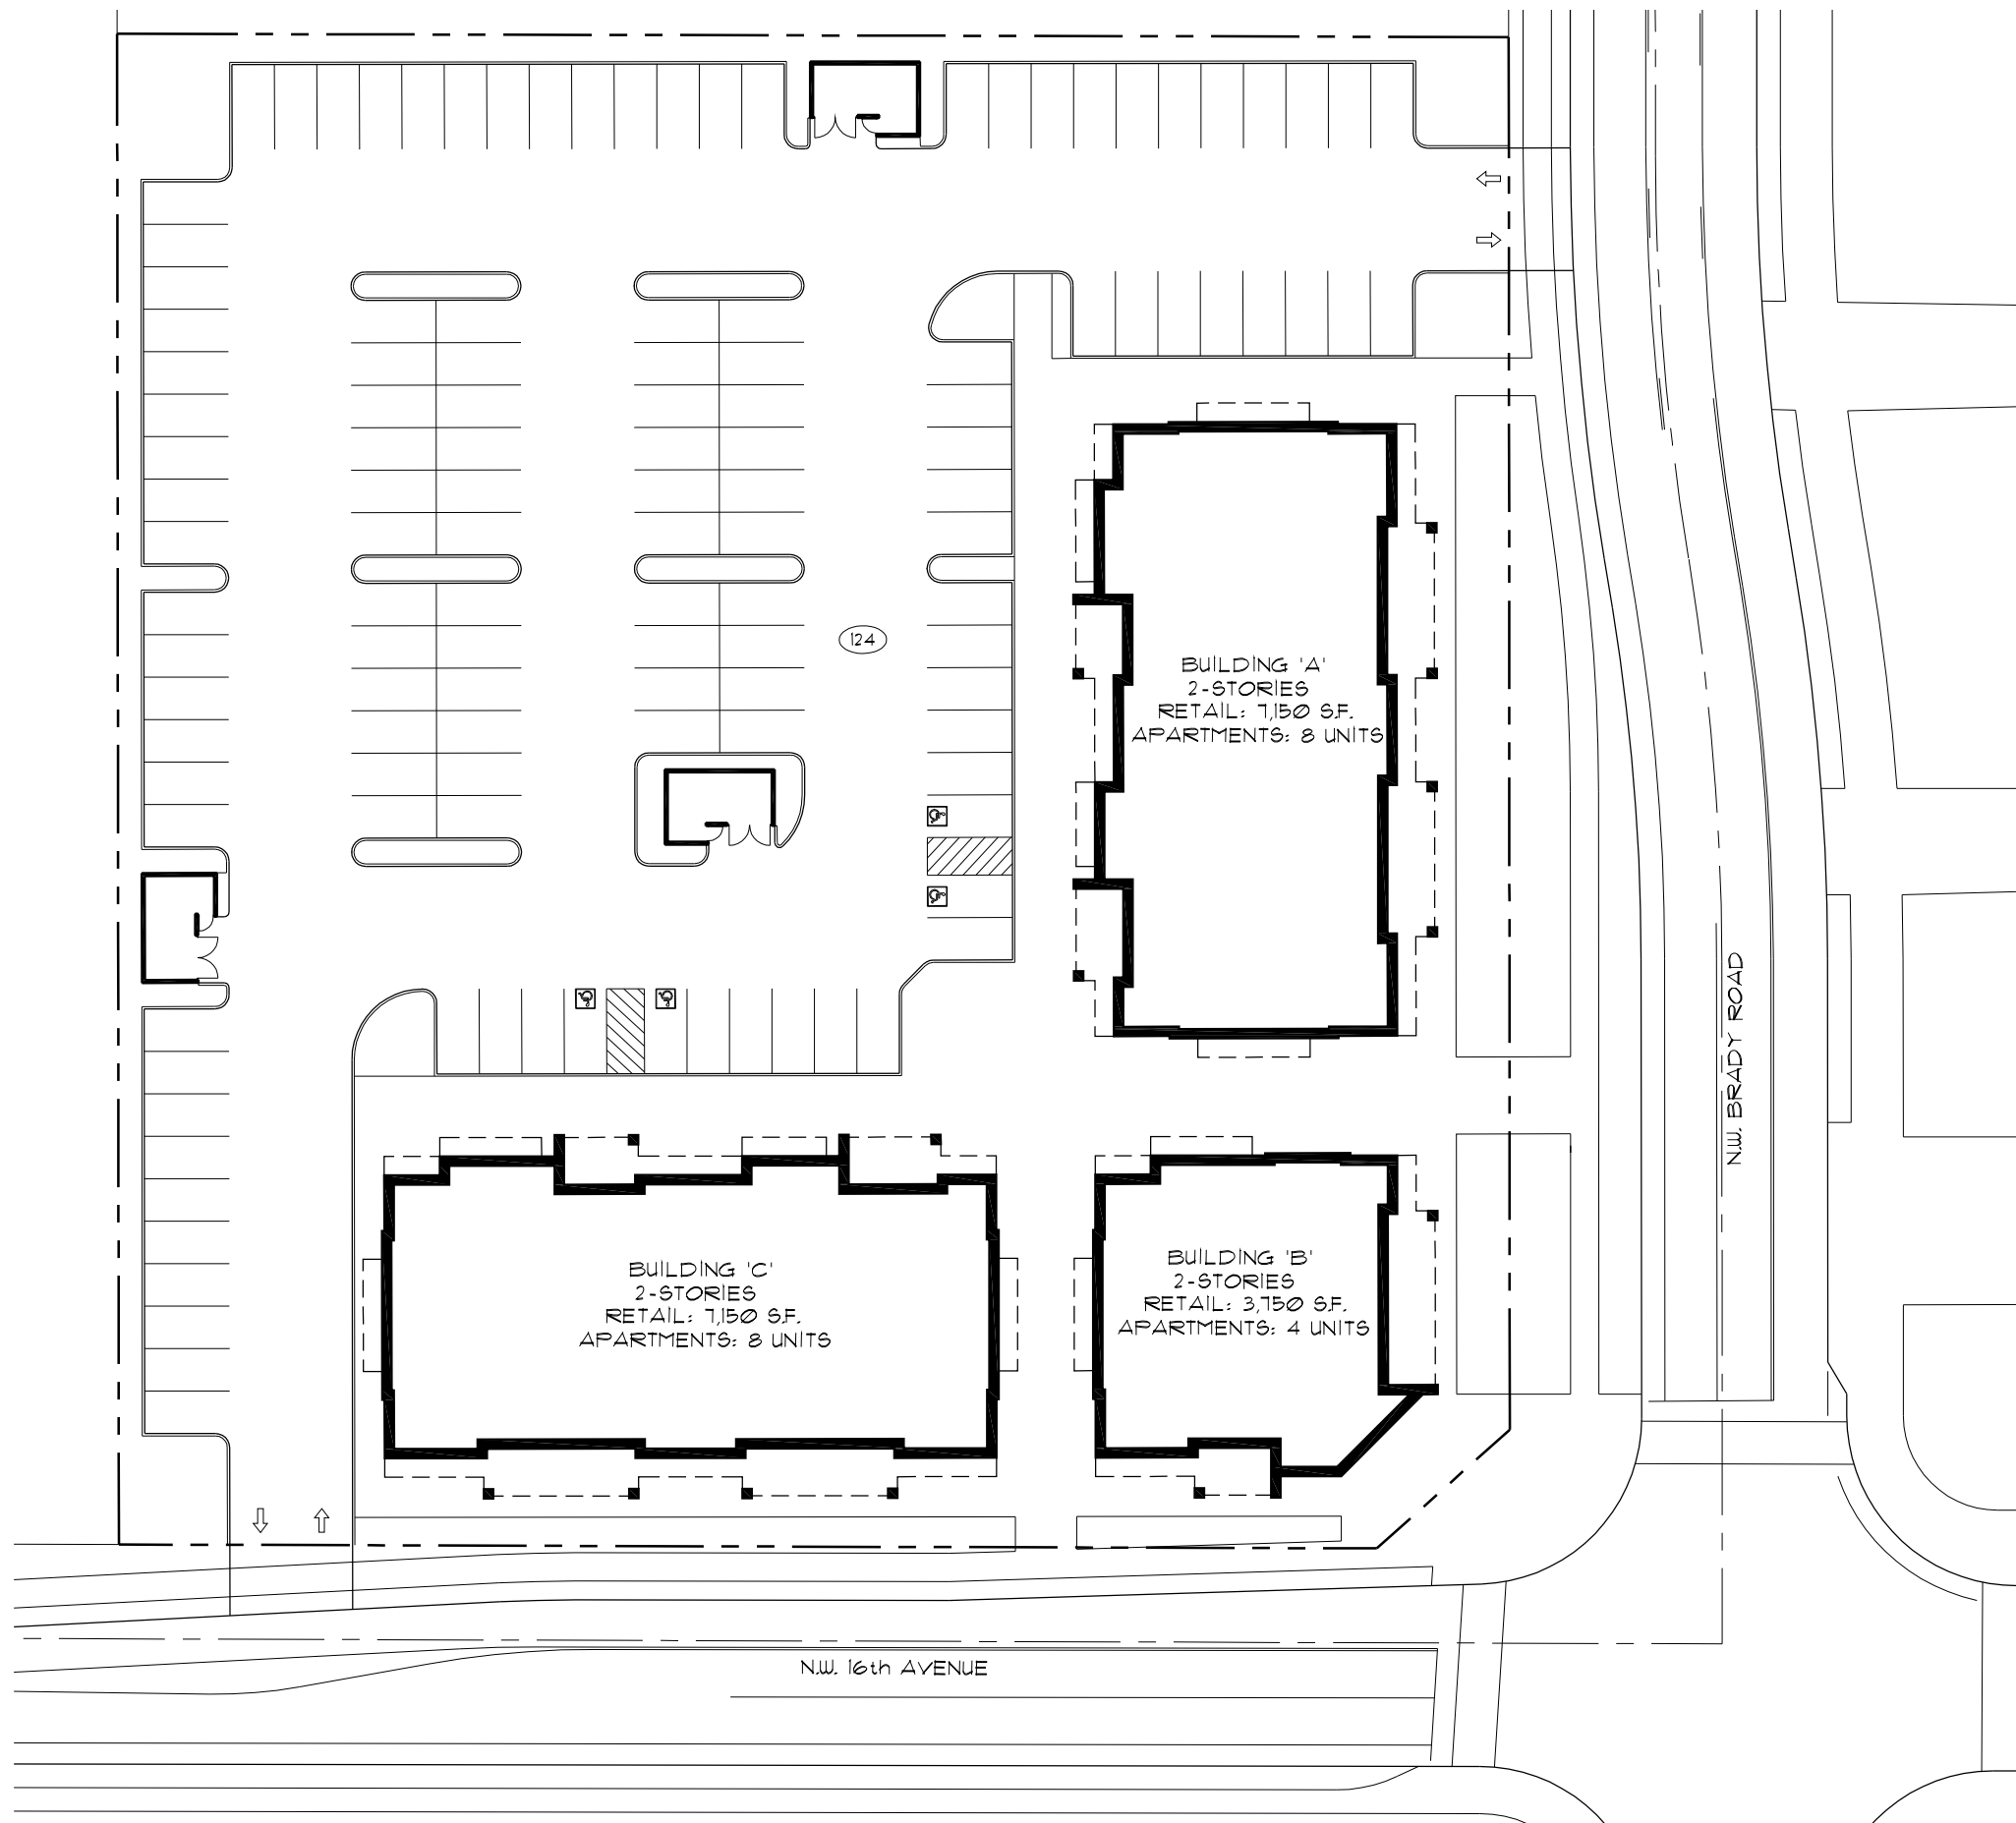 124
BUILDING 'A'
2-STORIES
RETAIL: 7,150 S.F.
APARTMENTS: 8 UNITS
N.W. BRADY ROAD
BUILDING 'C'
2-STORIES
RETAIL: 7,150 S.F.
APARTMENTS: 8 UNITS
BUILDING 'B'
2-STORIES
RETAIL: 3,750 S.F.
APARTMENTS: 4 UNITS
N.W. 16th AVENUE